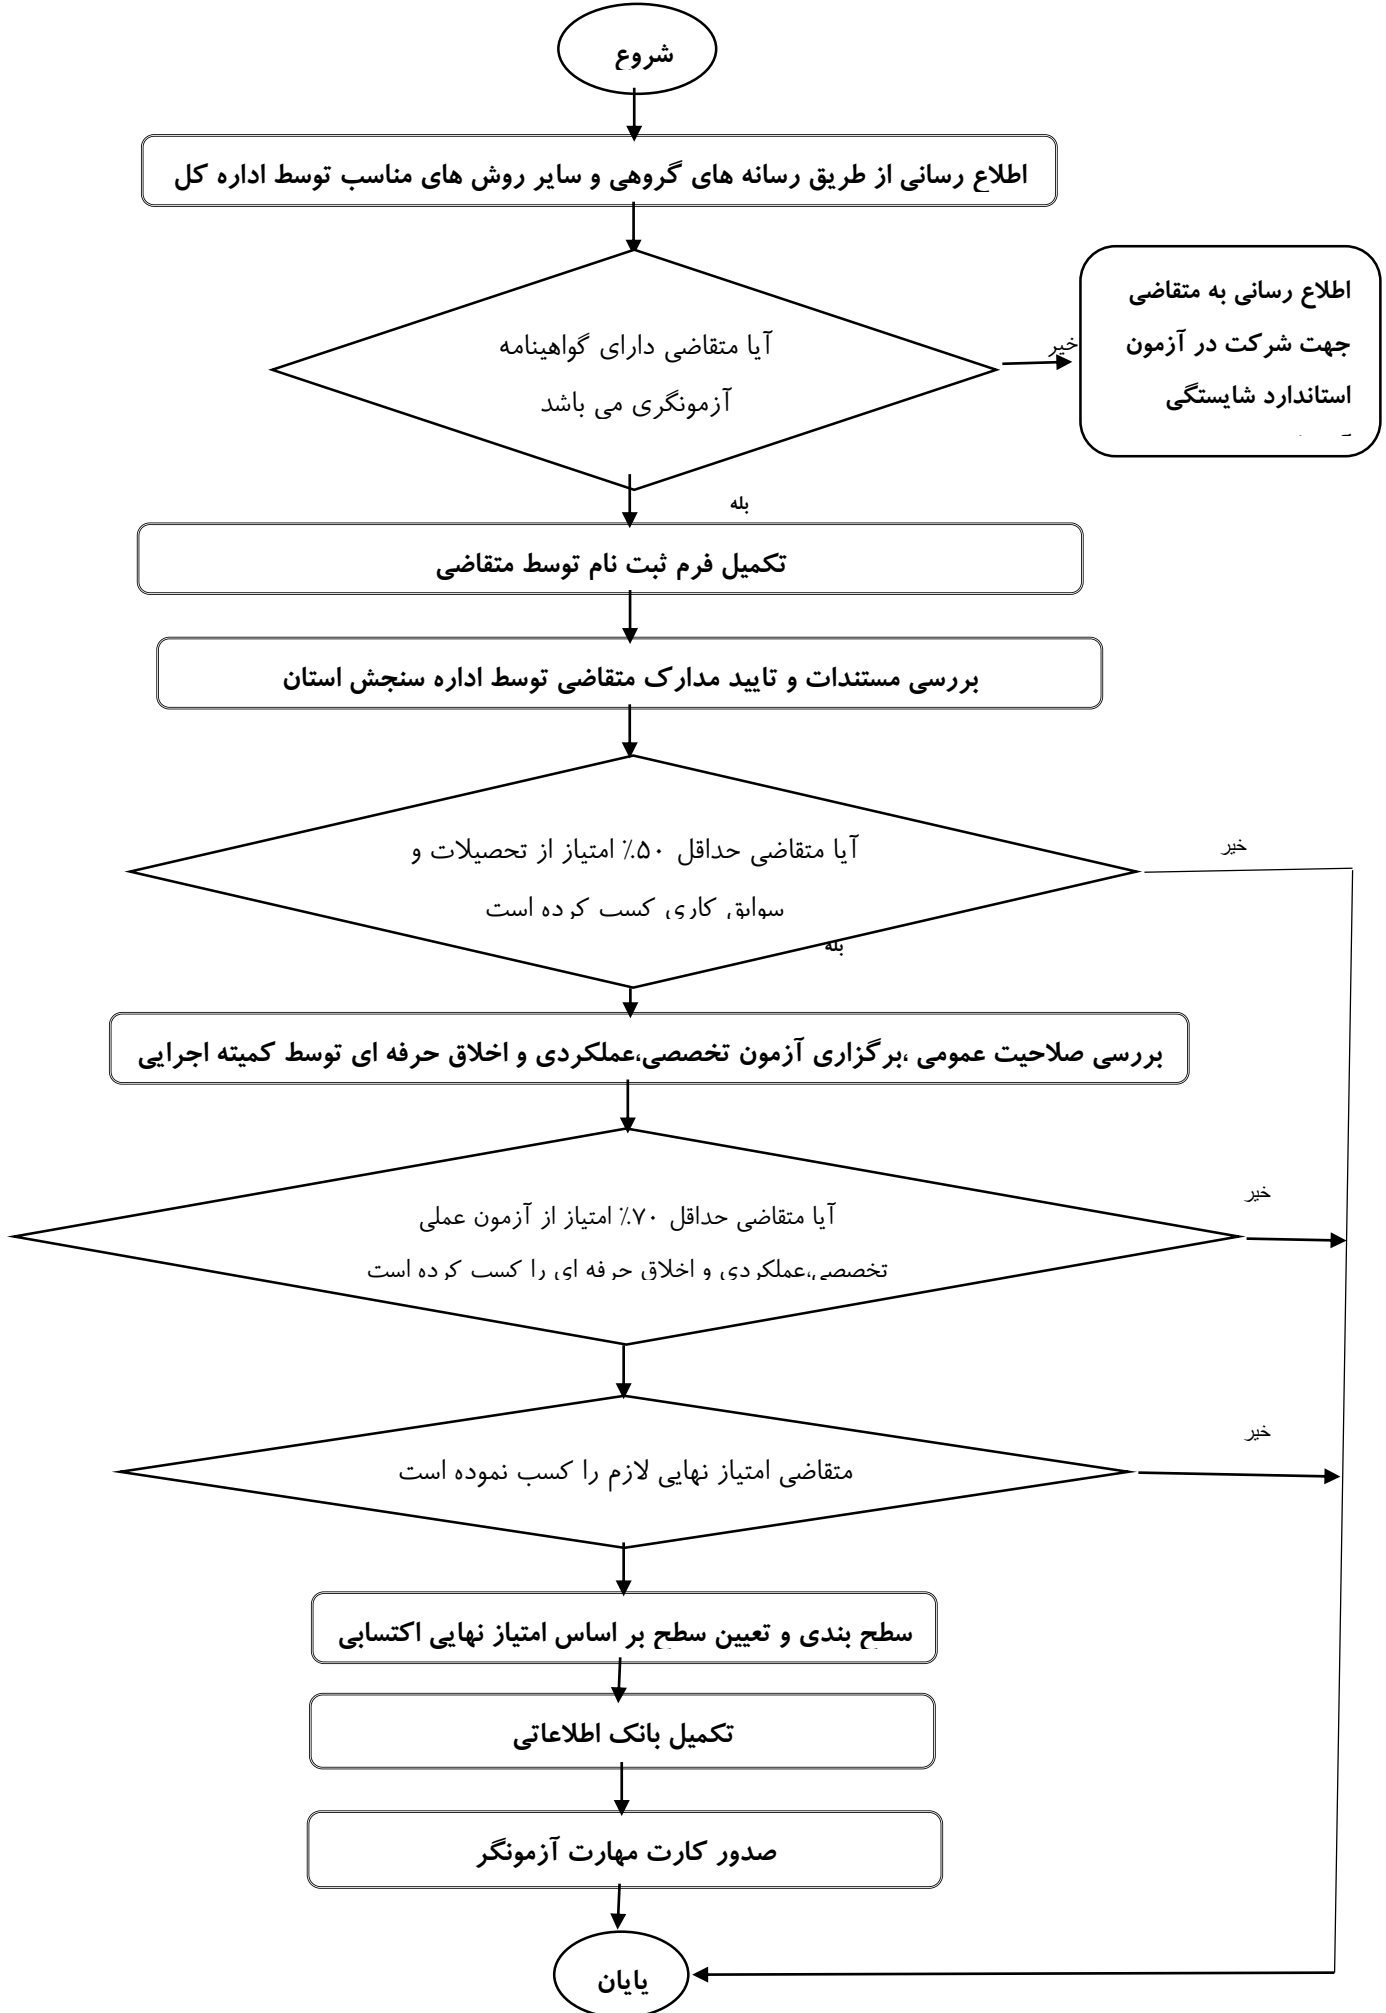 شروع
اطلاع رسانی از طریق رسانه های گروهی و سایر روش های مناسب توسط اداره کل
آیا متقاضی دارای گواهینامه
آزمونگری می باشد
خیر
اطلاع رسانی به متقاضی
جهت شرکت در آزمون
استاندارد شایستگی
بله
تکمیل فرم ثبت نام توسط متقاضی
بررسی مستندات و تایید مدارک متقاضی توسط اداره سنجش استان
آیا متقاضی حداقل ۵۰٪ امتیاز از تحصیلات و
سوابق کاری کسب کرده است
خیر
بله
بررسی صلاحیت عمومی ،برگزاری آزمون تخصصی،عملکردی و اخلاق حرفه ای توسط کمیته اجرایی
آیا متقاضی حداقل ۷۰٪ امتیاز از آزمون عملی
تخصصی،عملکردی و اخلاق حرفه ای را کسب کرده است
خیر
متقاضی امتیاز نهایی لازم را کسب نموده است
خیر
سطح بندی و تعیین سطح بر اساس امتیاز نهایی اکتسابی
تکمیل بانک اطلاعاتی
صدور کارت مهارت آزمونگر
پایان